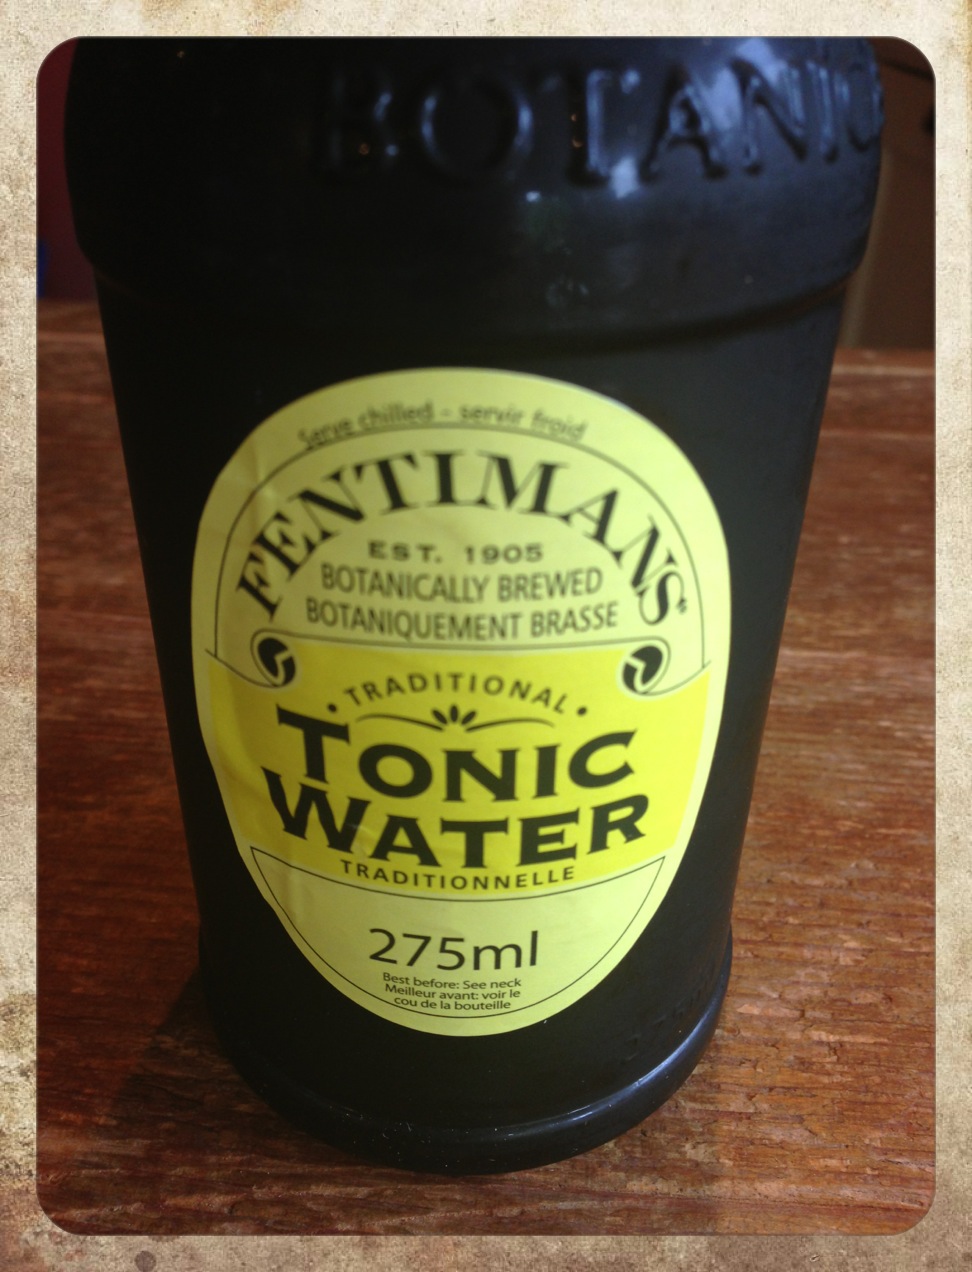 BOTANIC
Serve chilled - servir froid
FENTIMANS
EST. 1905
BOTANICALLY BREWED
BOTANIQUEMENT BRASSE
• TRADITIONAL •
TONIC
WATER
TRADITIONNELLE
275ml
Best before: See neck
Meilleur avant: voir le
cou de la bouteille